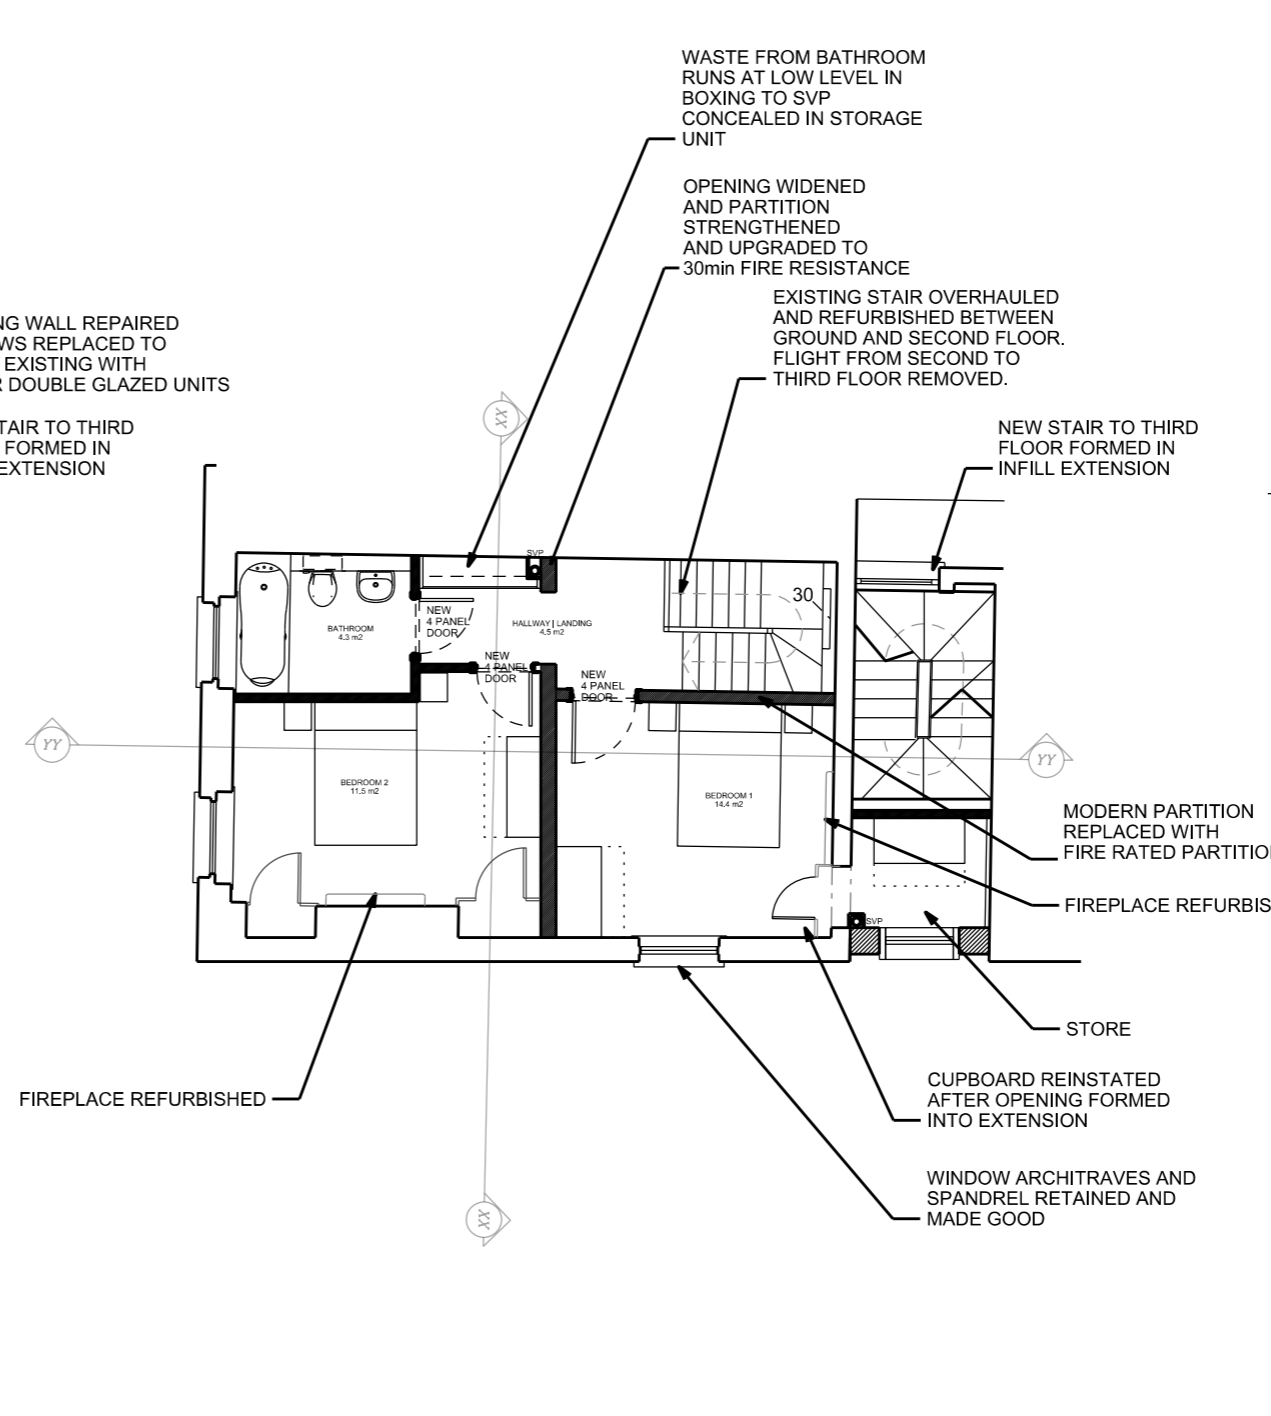 WASTE FROM BATHROOM
RUNS AT LOW LEVEL IN
BOXING TO SVP
CONCEALED IN STORAGE
UNIT
OPENING WIDENED
AND PARTITION
STRENGTHENED
AND UPGRADED TO
30min FIRE RESISTANCE
EXISTING STAIR OVERHAULED
AND REFURBISHED BETWEEN
GROUND AND SECOND FLOOR.
FLIGHT FROM SECOND TO
THIRD FLOOR REMOVED.
NG WALL REPAIRED
WS REPLACED TO
EXISTING WITH
R DOUBLE GLAZED UNITS
TAIR TO THIRD
FORMED IN
EXTENSION
NEW STAIR TO THIRD
FLOOR FORMED IN
INFILL EXTENSION
XX
SVP
30
BATHROOM
4.3 m2
NEW
4 PANEL
DOOR
HALLWAY | LANDING
4.5 m2
NEW
4 PANEL
DOOR
NEW
4 PANEL
DOOR
YY
YY
BEDROOM 2
11.5 m2
BEDROOM 1
14.4 m2
MODERN PARTITION
REPLACED WITH
FIRE RATED PARTITIO
FIREPLACE REFURBIS
SVP
STORE
FIREPLACE REFURBISHED
CUPBOARD REINSTATED
AFTER OPENING FORMED
INTO EXTENSION
WINDOW ARCHITRAVES AND
SPANDREL RETAINED AND
MADE GOOD
XX